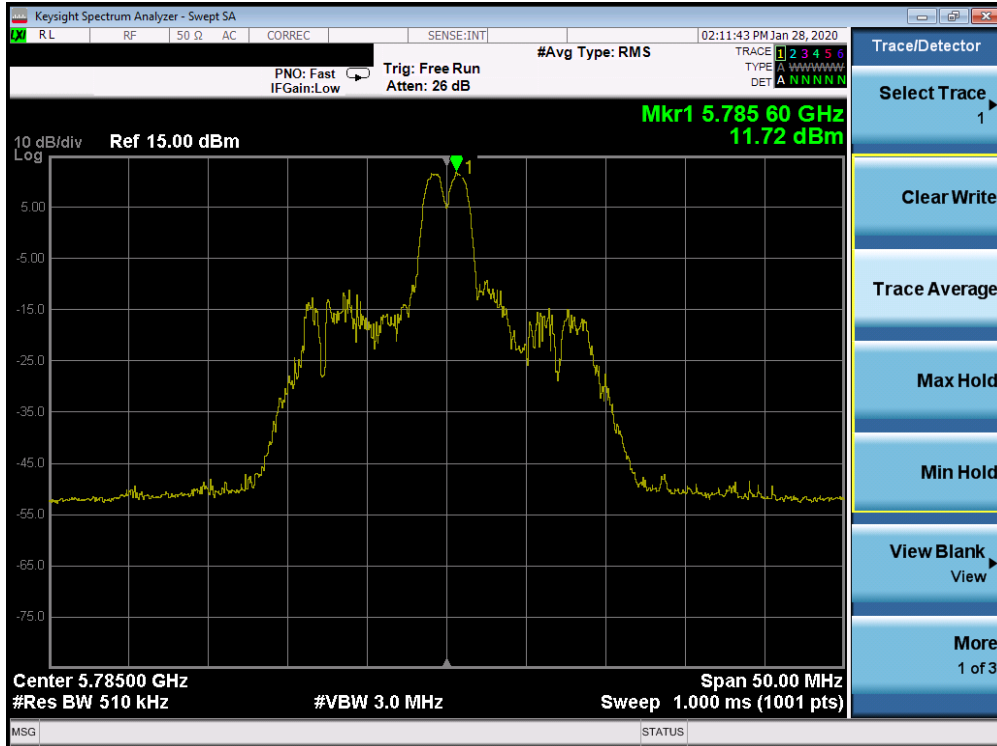 Keysight Spectrum Analyzer - Swept SA
LXI RL RF 50 Ω AC CORREC SENSE:INT 02:11:43 PM Jan 28, 2020
#Avg Type: RMS TRACE 1 2 3 4 5 6
PNO: Fast Trig: Free Run TYPE A WWWWW
IFGain:Low Atten: 26 dB DET A N N N N N
Mkr1 5.785 60 GHz
11.72 dBm
10 dB/div Ref 15.00 dBm
Log
1
5.00
-5.00
-15.0
-25.0
-35.0
-45.0
-55.0
-65.0
-75.0
Center 5.78500 GHz Span 50.00 MHz
#Res BW 510 kHz #VBW 3.0 MHz Sweep 1.000 ms (1001 pts)
MSG STATUS
Trace/Detector
Select Trace
1
Clear Write
Trace Average
Max Hold
Min Hold
View Blank
View
More
1 of 3